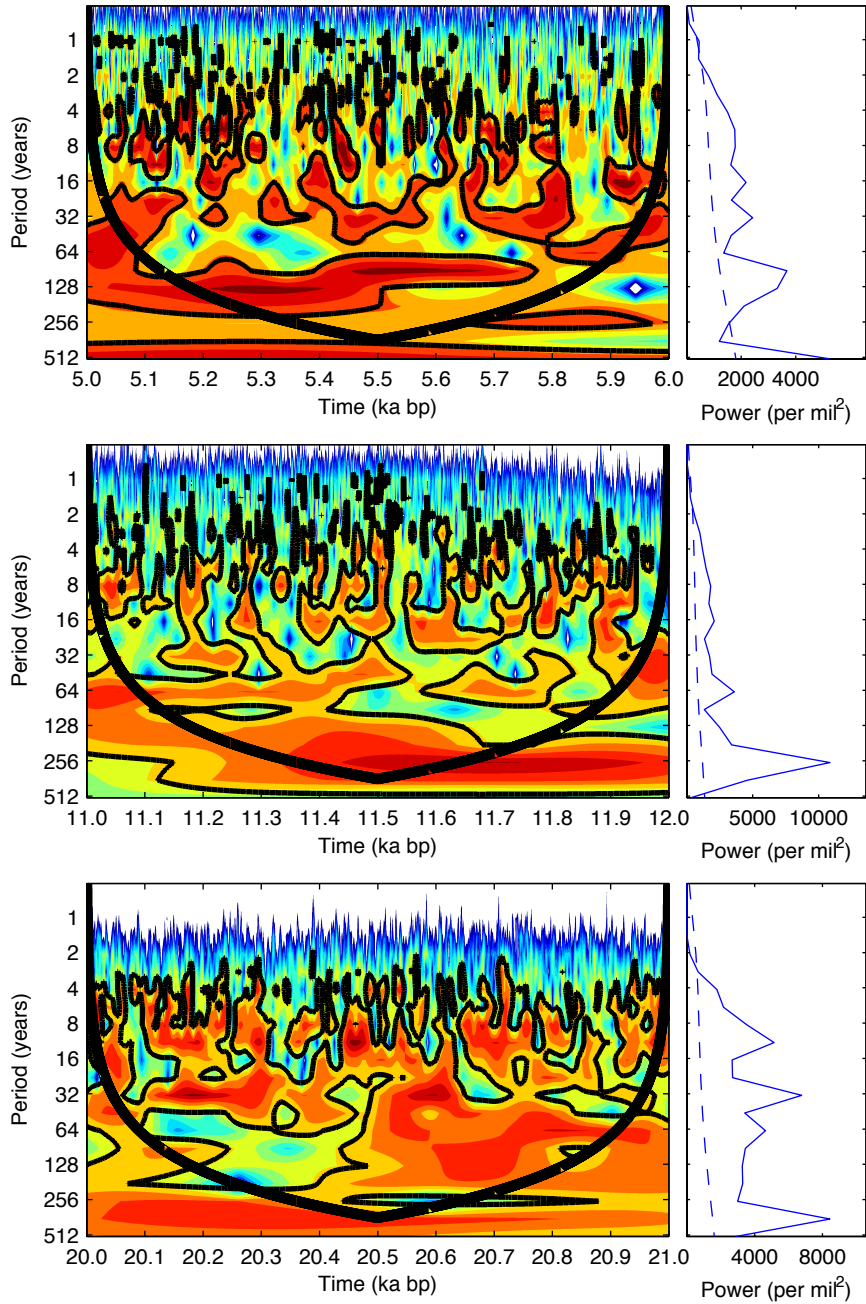 1
2
4
8
16
32
64
128
256
512
Period (years)
5.0 5.1 5.2 5.3 5.4 5.5 5.6 5.7 5.8 5.9 6.0
Time (ka bp)
0 2000 4000
Power (per mil²)
1
2
4
8
16
32
64
128
256
512
Period (years)
11.0 11.1 11.2 11.3 11.4 11.5 11.6 11.7 11.8 11.9 12.0
Time (ka bp)
5000 10000
Power (per mil²)
1
2
4
8
16
32
64
128
256
512
Period (years)
20.0 20.1 20.2 20.3 20.4 20.5 20.6 20.7 20.8 20.9 21.0
Time (ka bp)
4000 8000
Power (per mil²)